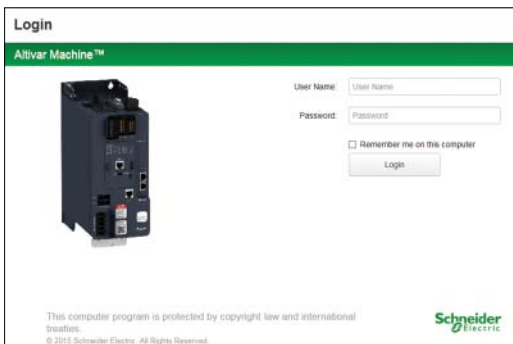 Login
Altivar Machine™
User Name:
User Name
Password:
Password
Remember me on this computer
Login
This computer program is protected by copyright law and international
treaties.
© 2015 Schneider Electric. All Rights Reserved.
Schneider
Electric